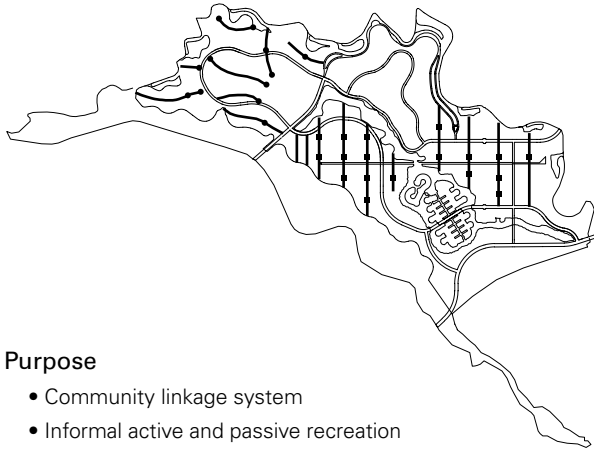 Purpose
• Community linkage system
• Informal active and passive recreation